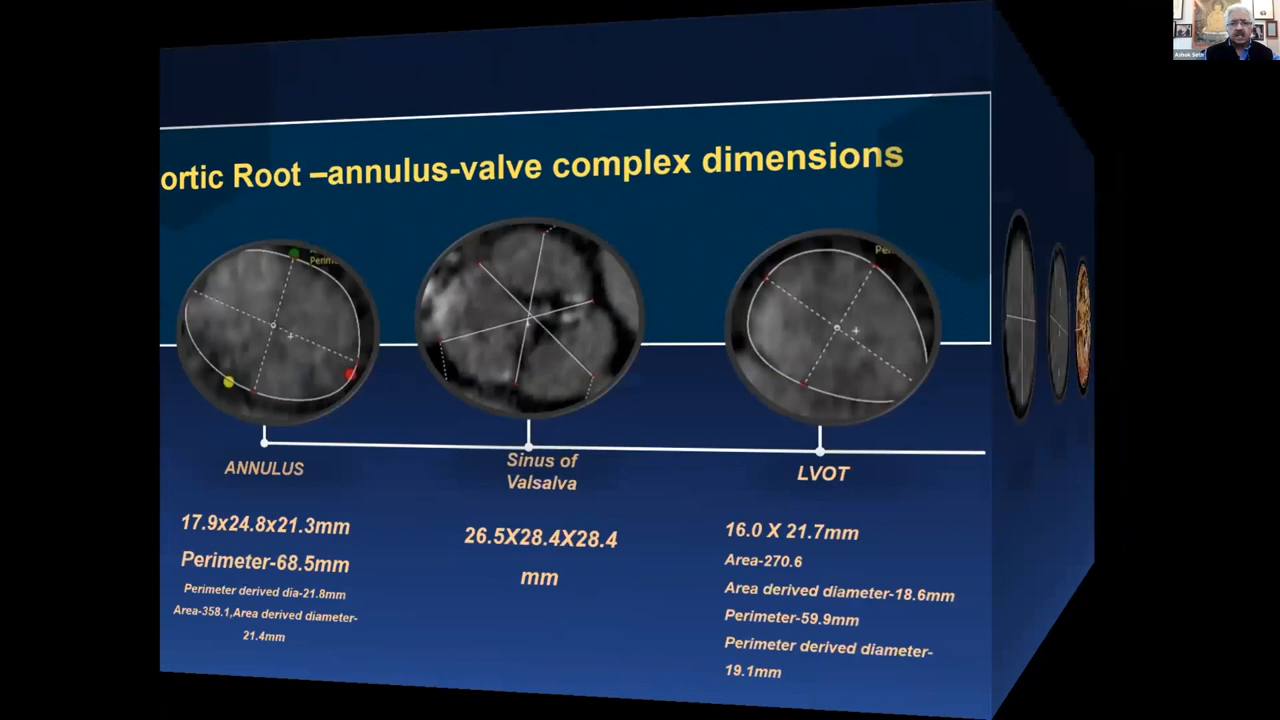 Ashok Seth
ortic Root –annulus-valve complex dimensions
ANNULUS
17.9x24.8x21.3mm
Perimeter-68.5mm
Perimeter derived dia-21.8mm
Area-358.1,Area derived diameter-
21.4mm
Sinus of
Valsalva
26.5X28.4X28.4
mm
LVOT
16.0 X 21.7mm
Area-270.6
Area derived diameter-18.6mm
Perimeter-59.9mm
Perimeter derived diameter-
19.1mm